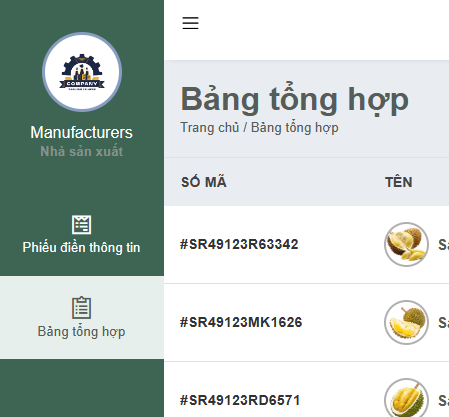 COMPANY
Manufacturers
Nhà sản xuất
Phiếu điền thông tin
Bảng tổng hợp
Bảng tổng hợp
Trang chủ / Bảng tổng hợp
SỐ MÃ TÊN
#SR49123R63342
#SR49123MK1626
#SR49123RD6571